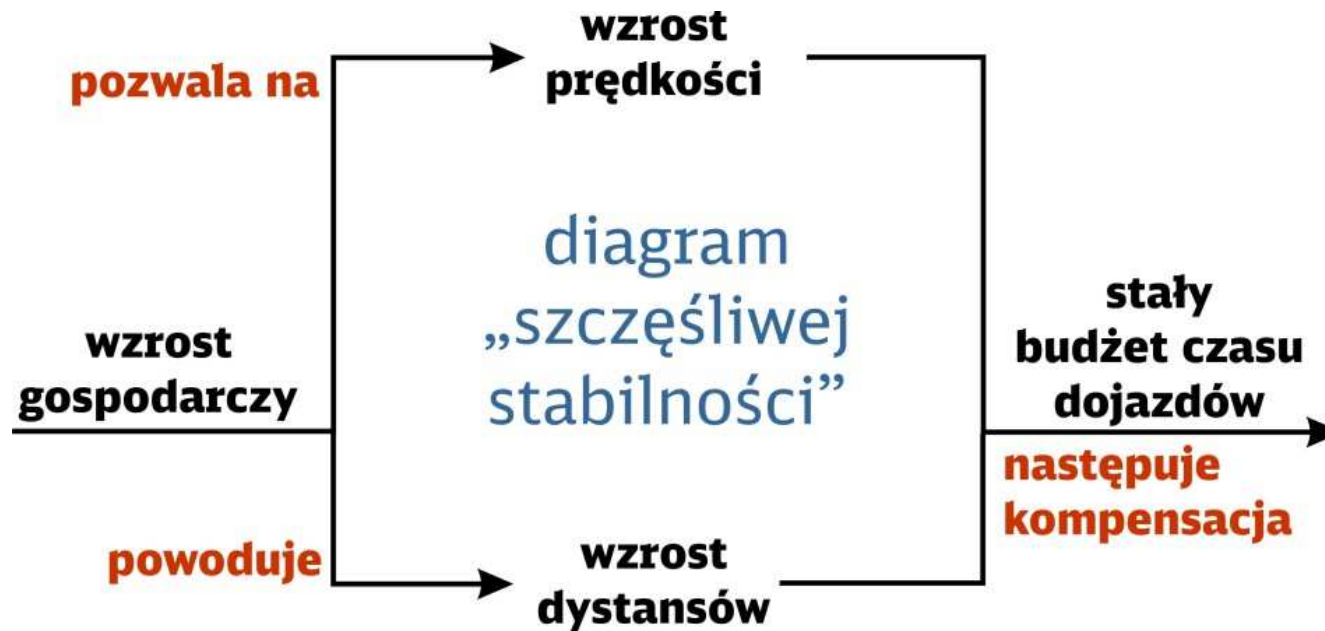 wzrost
prędkości
pozwala na
diagram
„szczęśliwej
stabilności”
wzrost
gospodarczy
stały
budżet czasu
dojazdów
następuje
kompensacja
powoduje
wzrost
dystansów